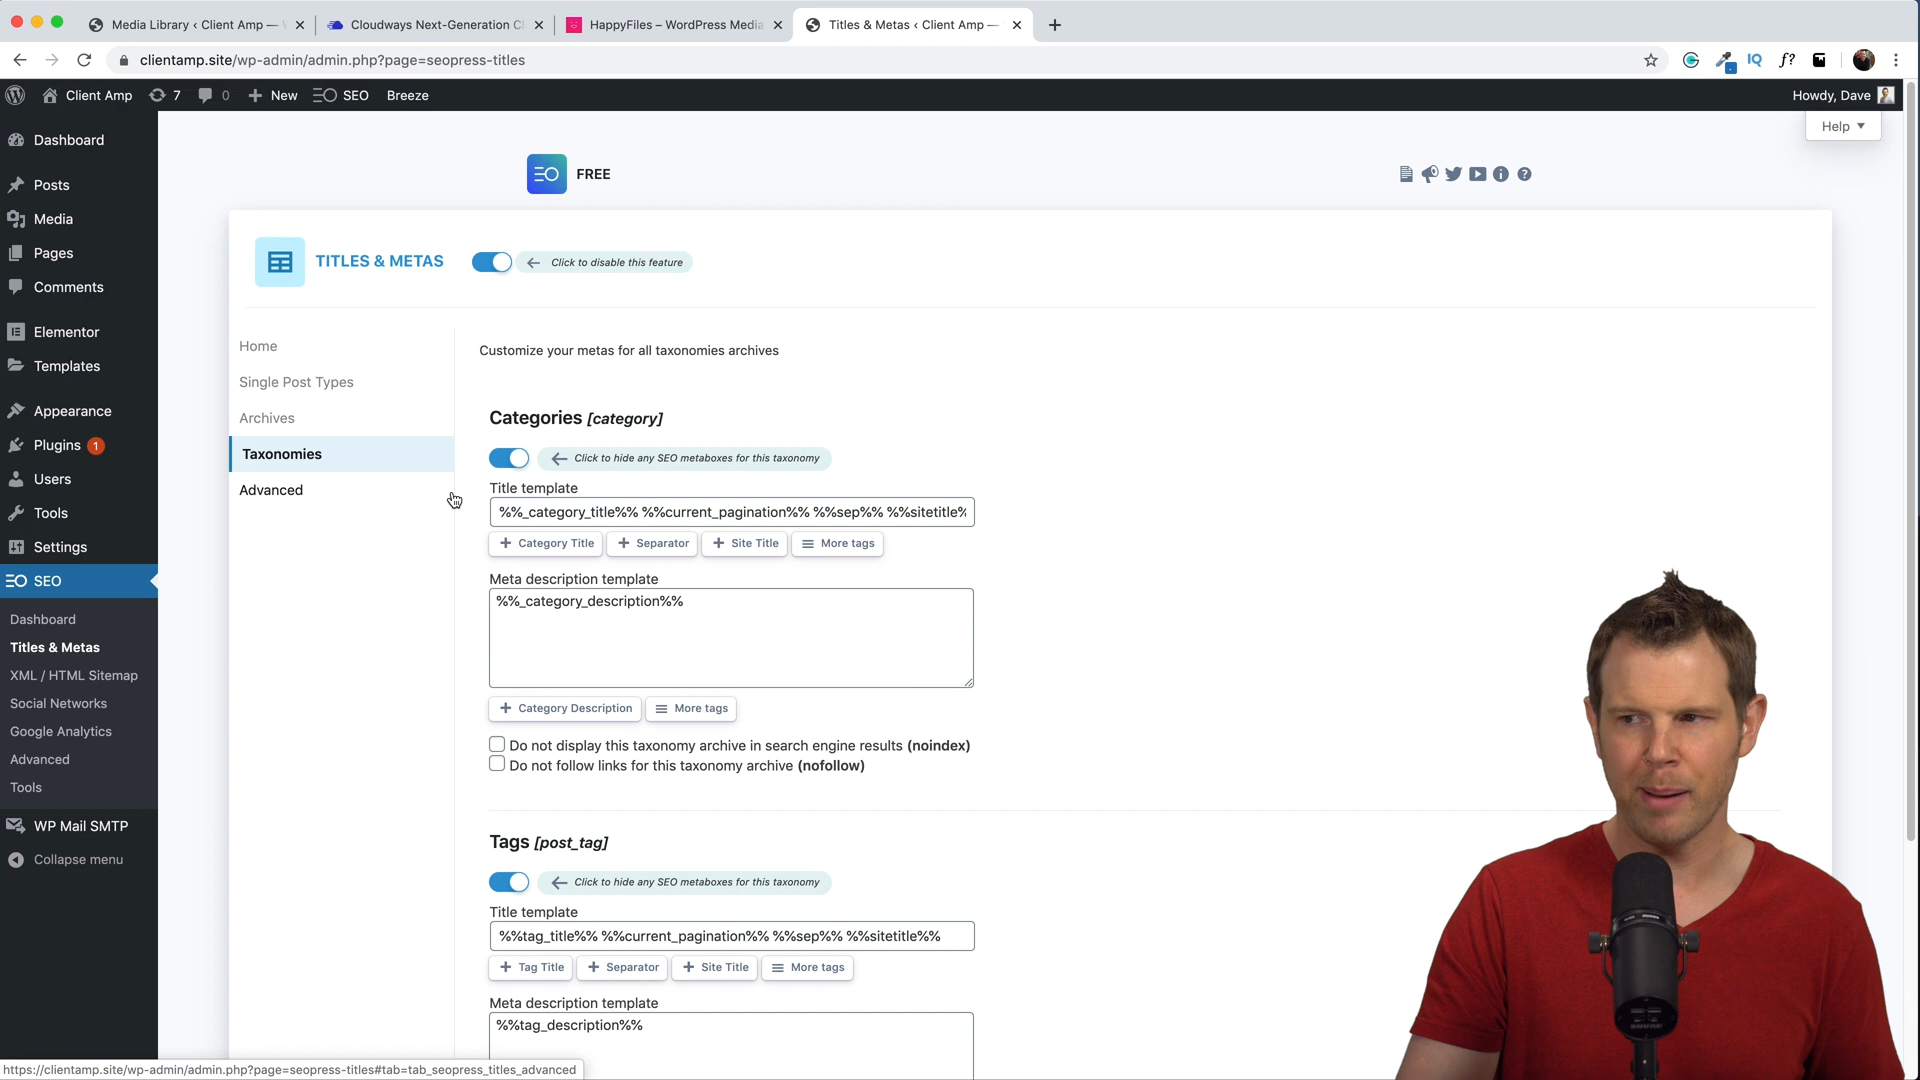 Media Library ‹ Client Amp —
Cloudways Next-Generation C
HappyFiles – WordPress Media
Titles & Metas ‹ Client Amp —
clientamp.site/wp-admin/admin.php?page=seopress-titles
IQ
f?
Client Amp
7
0
New
SEO
Breeze
Howdy, Dave
Help
Dashboard
Posts
Media
Pages
Comments
Elementor
Templates
Appearance
Plugins 1
Users
Tools
Settings
SEO
Dashboard
Titles & Metas
XML / HTML Sitemap
Social Networks
Google Analytics
Advanced
Tools
WP Mail SMTP
Collapse menu
FREE
TITLES & METAS
Click to disable this feature
Home
Single Post Types
Archives
Taxonomies
Advanced
Customize your metas for all taxonomies archives
Categories [category]
Click to hide any SEO metaboxes for this taxonomy
Title template
%%_category_title%% %%current_pagination%% %%sep%% %%sitetitle%
+ Category Title
+ Separator
+ Site Title
More tags
Meta description template
%%_category_description%%
+ Category Description
More tags
Do not display this taxonomy archive in search engine results (noindex)
Do not follow links for this taxonomy archive (nofollow)
Tags [post_tag]
Click to hide any SEO metaboxes for this taxonomy
Title template
%%tag_title%% %%current_pagination%% %%sep%% %%sitetitle%%
+ Tag Title
+ Separator
+ Site Title
More tags
Meta description template
%%tag_description%%
https://clientamp.site/wp-admin/admin.php?page=seopress-titles#tab=tab_seopress_titles_advanced